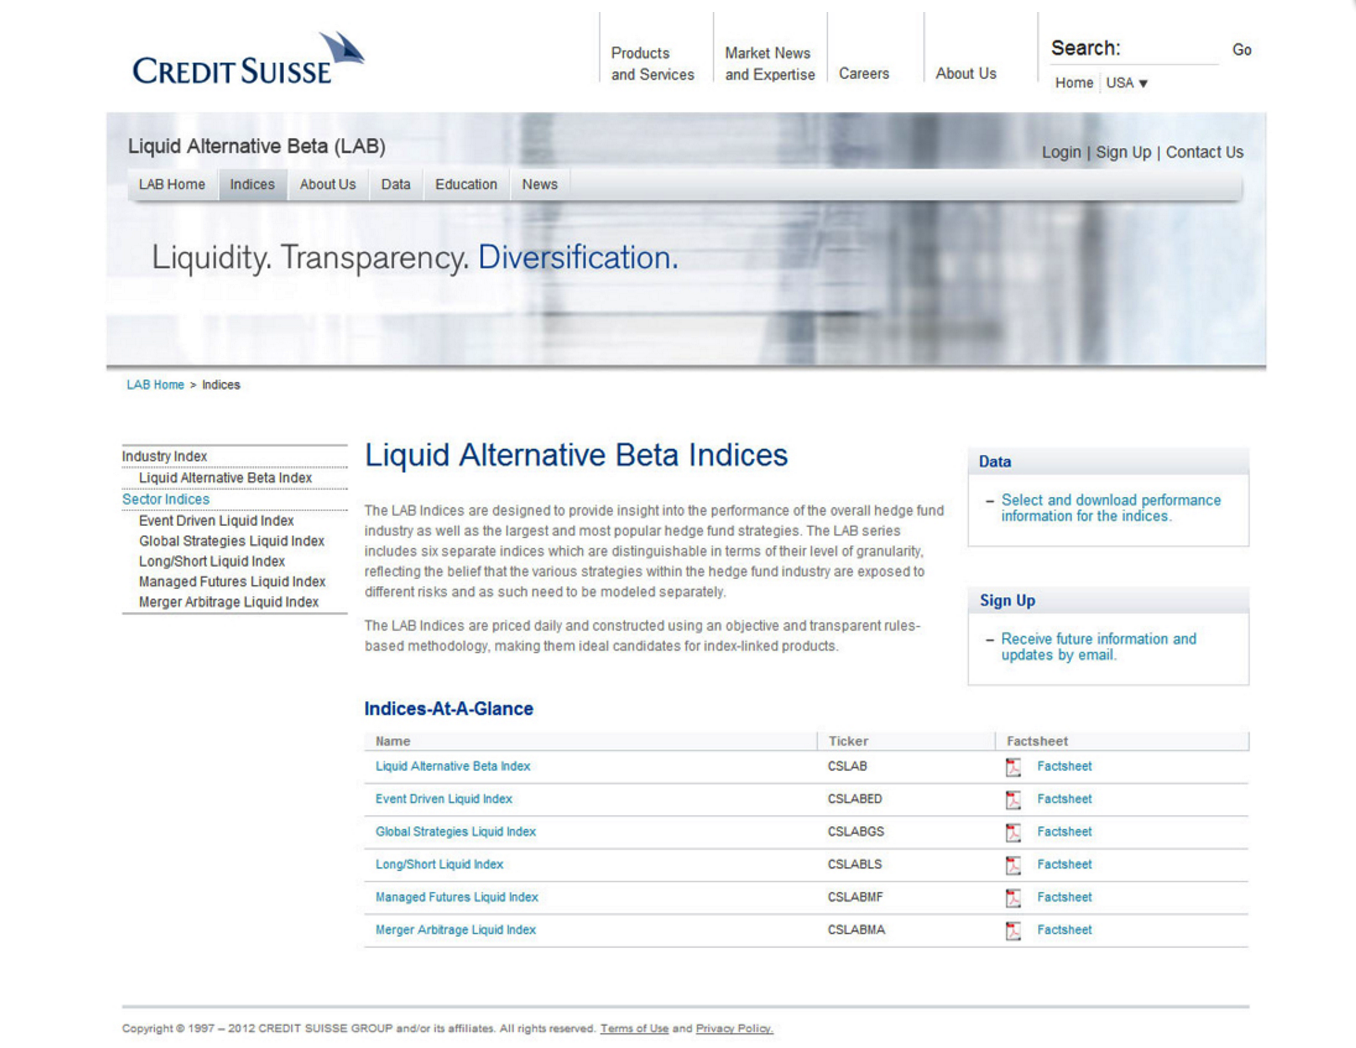 CREDIT SUISSE
Products
and Services
Market News
and Expertise
Careers
About Us
Search:
Go
Home
USA ▼
Liquid Alternative Beta (LAB)
Login | Sign Up | Contact Us
LAB Home
Indices
About Us
Data
Education
News
Liquidity. Transparency. Diversification.
LAB Home > Indices
Industry Index
Liquid Alternative Beta Index
Sector Indices
Event Driven Liquid Index
Global Strategies Liquid Index
Long/Short Liquid Index
Managed Futures Liquid Index
Merger Arbitrage Liquid Index
Liquid Alternative Beta Indices
The LAB Indices are designed to provide insight into the performance of the overall hedge fund
industry as well as the largest and most popular hedge fund strategies. The LAB series
includes six separate indices which are distinguishable in terms of their level of granularity,
reflecting the belief that the various strategies within the hedge fund industry are exposed to
different risks and as such need to be modeled separately.
The LAB Indices are priced daily and constructed using an objective and transparent rules-
based methodology, making them ideal candidates for index-linked products.
Data
– Select and download performance
information for the indices.
Sign Up
– Receive future information and
updates by email.
Indices-At-A-Glance
Name Ticker Factsheet
Liquid Alternative Beta Index CSLAB Factsheet
Event Driven Liquid Index CSLABED Factsheet
Global Strategies Liquid Index CSLABGS Factsheet
Long/Short Liquid Index CSLABLS Factsheet
Managed Futures Liquid Index CSLABMF Factsheet
Merger Arbitrage Liquid Index CSLABMA Factsheet
Copyright © 1997 – 2012 CREDIT SUISSE GROUP and/or its affiliates. All rights reserved. Terms of Use and Privacy Policy.